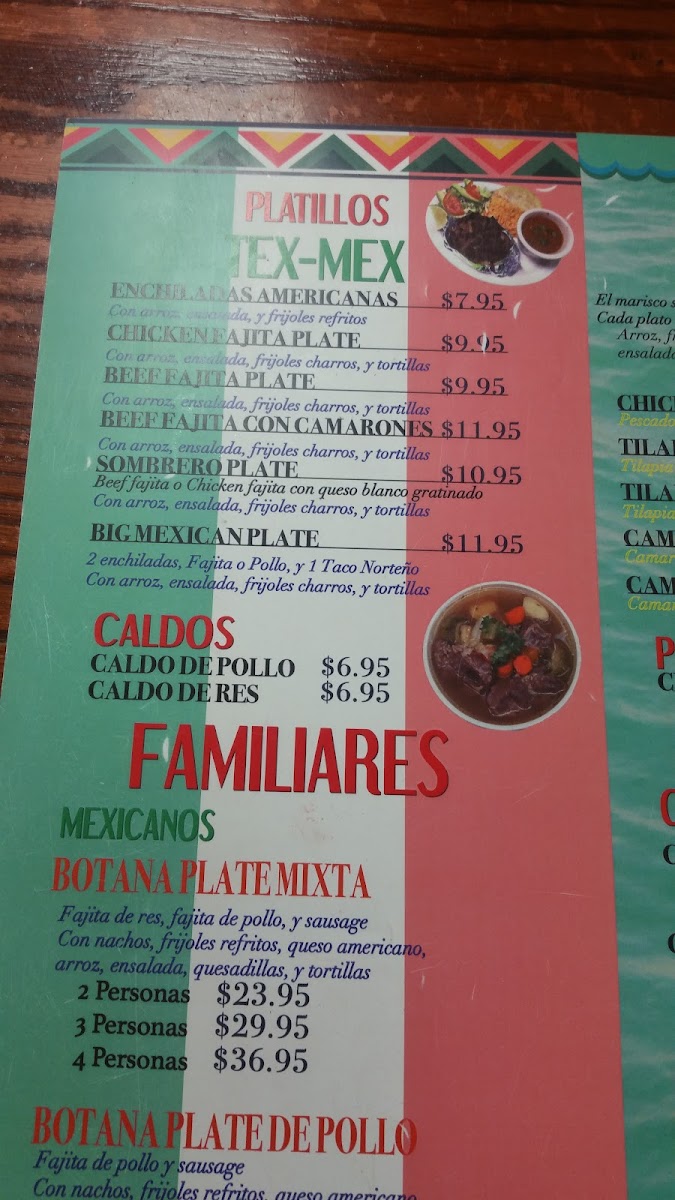 PLATILLOS
TEX-MEX
ENCHILADAS AMERICANAS $7.95
Con arroz, ensalada, y frijoles refritos
CHICKEN FAJITA PLATE $9.95
Con arroz, ensalada, frijoles charros, y tortillas
BEEF FAJITA PLATE $9.95
Con arroz, ensalada, frijoles charros, y tortillas
BEEF FAJITA CON CAMARONES $11.95
Con arroz, ensalada, frijoles charros, y tortillas
SOMBRERO PLATE $10.95
Beef fajita o Chicken fajita con queso blanco gratinado
Con arroz, ensalada, frijoles charros, y tortillas
BIG MEXICAN PLATE $11.95
2 enchiladas, Fajita o Pollo, y 1 Taco Norteño
Con arroz, ensalada, frijoles charros, y tortillas
CALDOS
CALDO DE POLLO $6.95
CALDO DE RES $6.95
FAMILIARES
MEXICANOS
BOTANA PLATE MIXTA
Fajita de res, fajita de pollo, y sausage
Con nachos, frijoles refritos, queso americano,
arroz, ensalada, quesadillas, y tortillas
2 Personas $23.95
3 Personas $29.95
4 Personas $36.95
BOTANA PLATE DE POLLO
Fajita de pollo y sausage
Con nachos, frijoles refritos, queso americano
El marisco
Cada plato
Arroz,